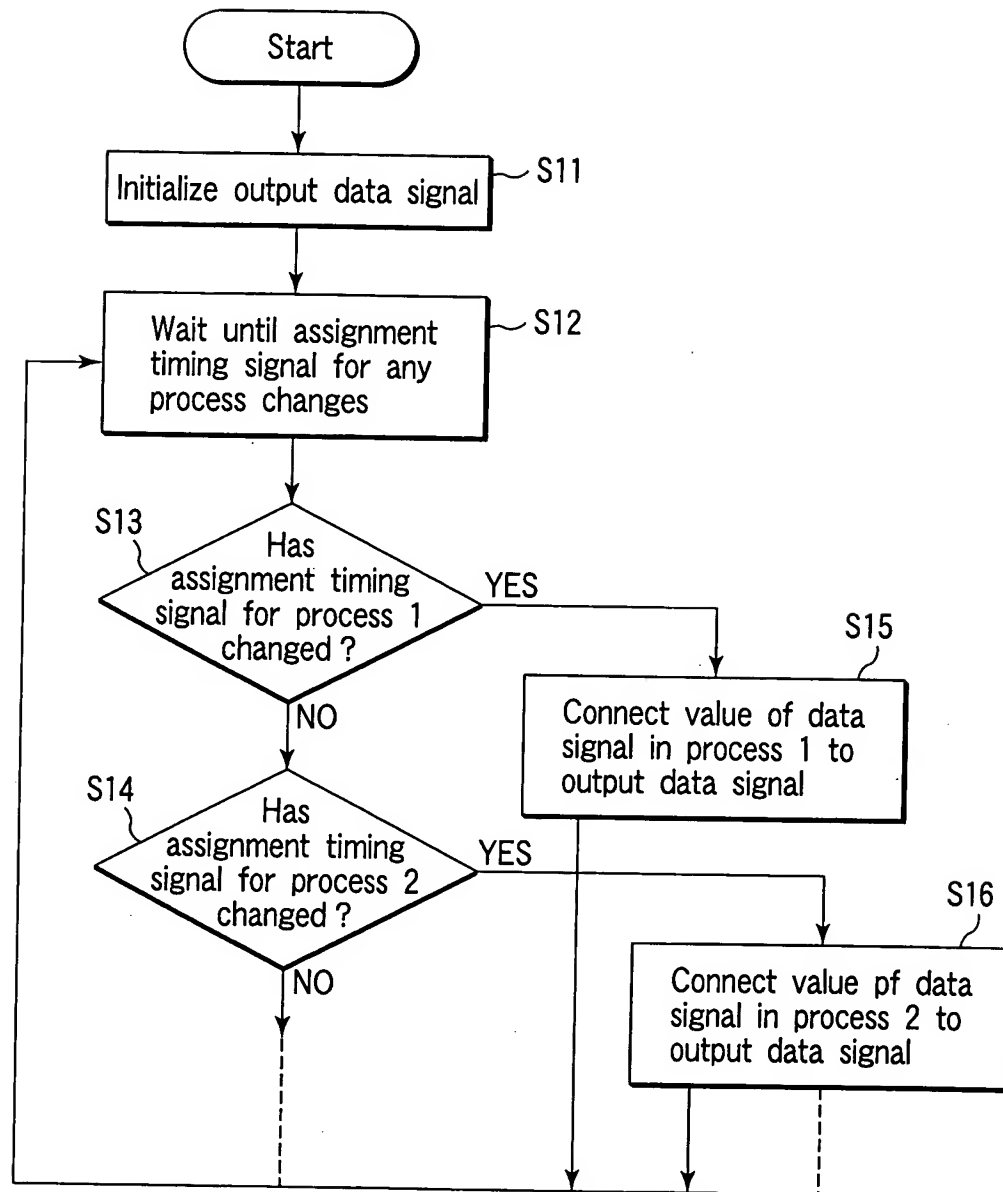 Start
Initialize output data signal
S11
Wait until assignment
timing signal for any
process changes
S12
S13
Has
assignment timing
signal for process 1
changed ?
YES
NO
S15
Connect value of data
signal in process 1 to
output data signal
S14
Has
assignment timing
signal for process 2
changed ?
YES
NO
S16
Connect value pf data
signal in process 2 to
output data signal